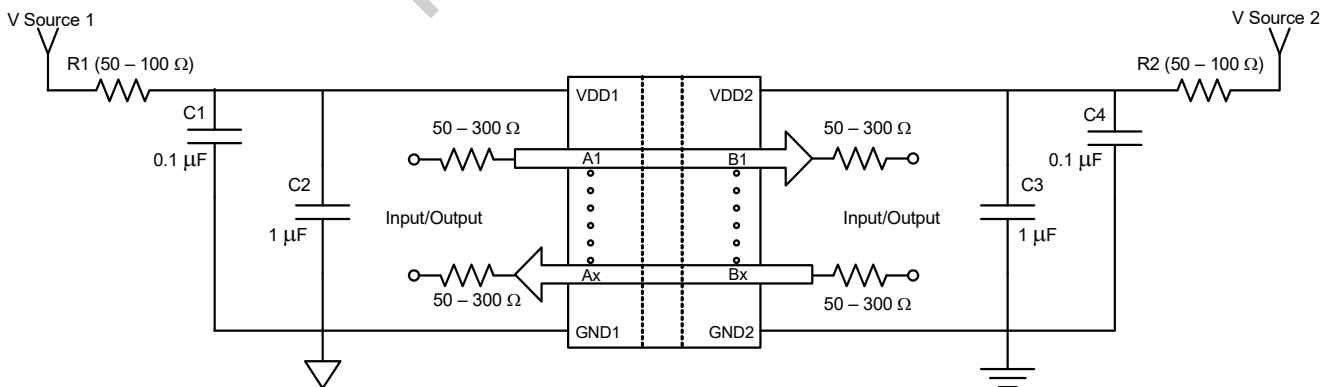 V Source 1
V Source 2
R1 (50 – 100 Ω)
R2 (50 – 100 Ω)
VDD1
VDD2
C1
C4
50 – 300 Ω
50 – 300 Ω
0.1 μF
A1
B1
0.1 μF
C2
C3
Input/Output
Input/Output
1 μF
1 μF
Ax
Bx
50 – 300 Ω
50 – 300 Ω
GND1
GND2